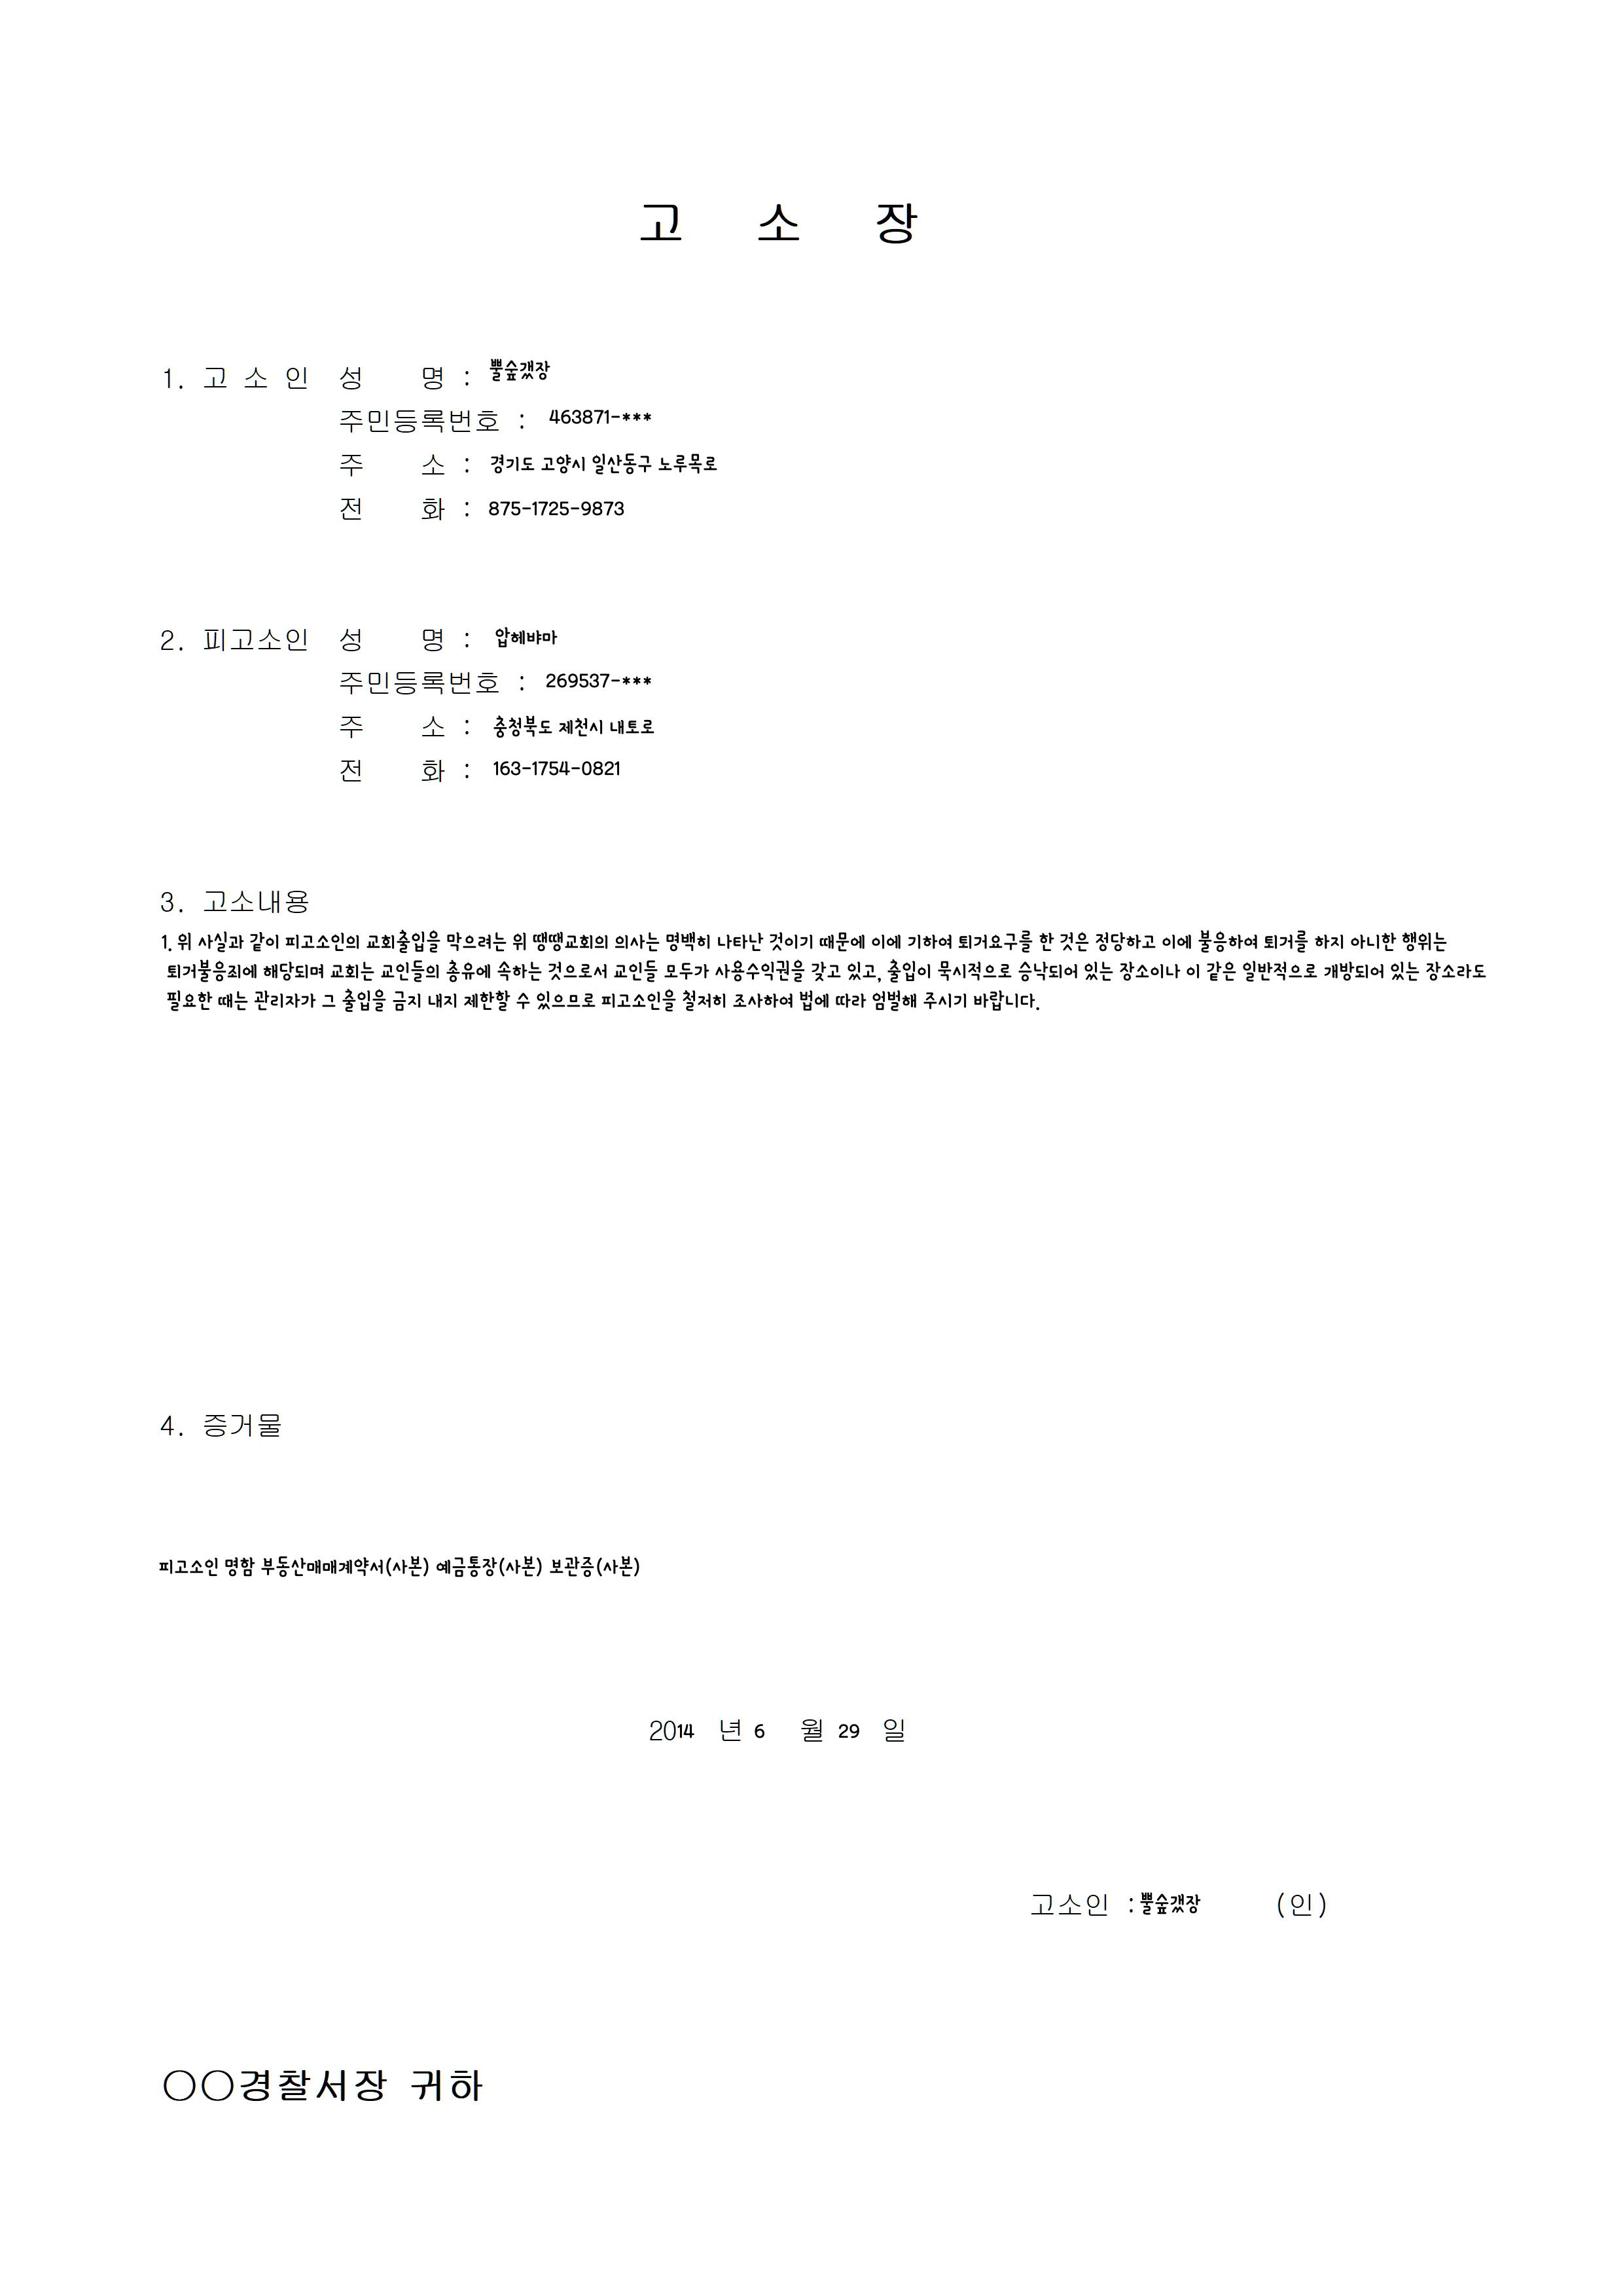 고 소 장
1. 고 소 인 성 명 : 뿔숲갰장
주민등록번호 : 463871-***
주 소 : 경기도 고양시 일산동구 노루목로
전 화 : 875-1725-9873
2. 피고소인 성 명 : 압혜뱌마
주민등록번호 : 269537-***
주 소 : 충청북도 제천시 내토로
전 화 : 163-1754-0821
3. 고소내용
1. 위 사실과 같이 피고소인의 교회출입을 막으려는 위 땡땡교회의 의사는 명백히 나타난 것이기 때문에 이에 기하여 퇴거요구를 한 것은 정당하고 이에 불응하여 퇴거를 하지 아니한 행위는
퇴거불응죄에 해당되며 교회는 교인들의 총유에 속하는 것으로서 교인들 모두가 사용수익권을 갖고 있고, 출입이 묵시적으로 승낙되어 있는 장소이나 이 같은 일반적으로 개방되어 있는 장소라도
필요한 때는 관리자가 그 출입을 금지 내지 제한할 수 있으므로 피고소인을 철저히 조사하여 법에 따라 엄벌해 주시기 바랍니다.
4. 증거물
피고소인 명함 부동산매매계약서(사본) 예금통장(사본) 보관증(사본)
2014 년 6 월 29 일
고소인 :뿔숲갰장 (인)
○○경찰서장 귀하